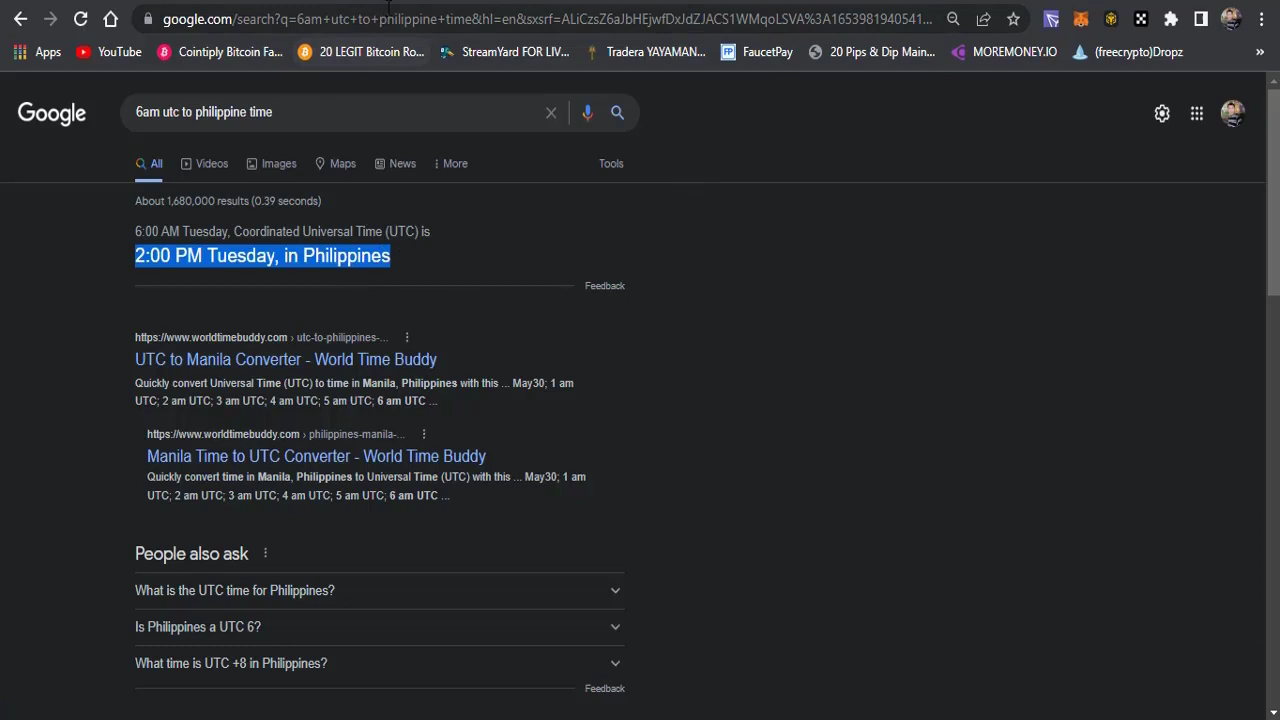 google.com/search?q=6am+utc+to+philippine+time&hl=en&sxsrf=ALiCzsZ6aJbHEjwfDxJdZJACS1WMqoLSVA%3A1653981940541...
Apps YouTube Cointiply Bitcoin Fa... 20 LEGIT Bitcoin Ro... StreamYard FOR LIV... Tradera YAYAMAN... FP FaucetPay 20 Pips & Dip Main... MOREMONEY.IO (freecrypto)Dropz »
Google 6am utc to philippine time
All Videos Images Maps News More Tools
About 1,680,000 results (0.39 seconds)
6:00 AM Tuesday, Coordinated Universal Time (UTC) is
2:00 PM Tuesday, in Philippines
Feedback
https://www.worldtimebuddy.com › utc-to-philippines-...
UTC to Manila Converter - World Time Buddy
Quickly convert Universal Time (UTC) to time in Manila, Philippines with this ... May30; 1 am
UTC; 2 am UTC; 3 am UTC; 4 am UTC; 5 am UTC; 6 am UTC ...
https://www.worldtimebuddy.com › philippines-manila-...
Manila Time to UTC Converter - World Time Buddy
Quickly convert time in Manila, Philippines to Universal Time (UTC) with this ... May30; 1 am
UTC; 2 am UTC; 3 am UTC; 4 am UTC; 5 am UTC; 6 am UTC ...
People also ask
What is the UTC time for Philippines?
Is Philippines a UTC 6?
What time is UTC +8 in Philippines?
Feedback